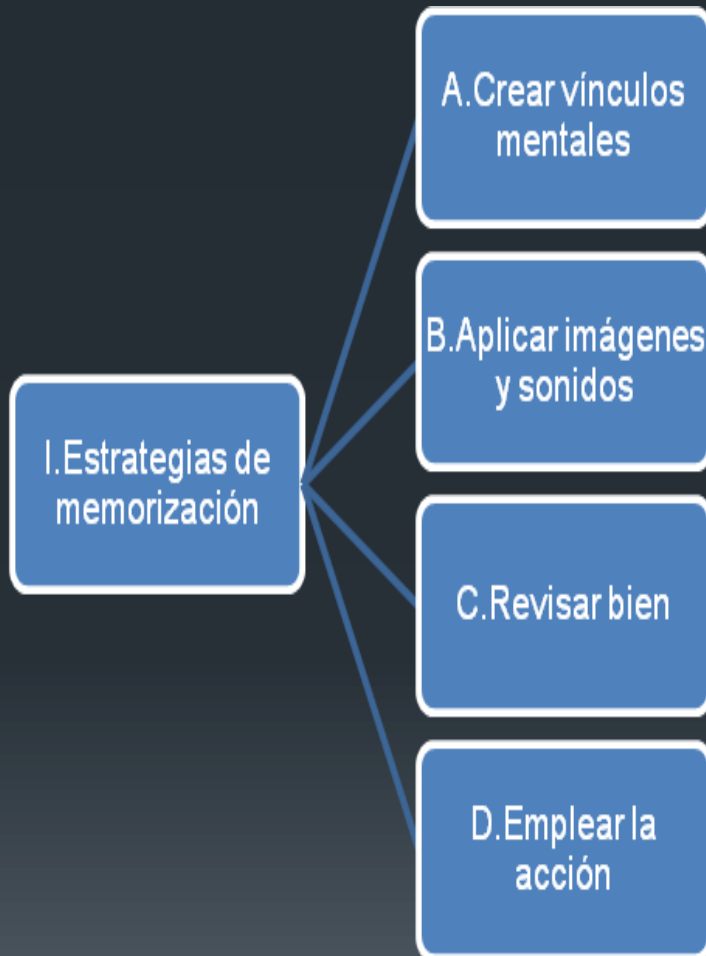 A.Crear vínculos
mentales
B.Aplicar imágenes
y sonidos
I.Estrategias de
memorización
C.Revisar bien
D.Emplear la
acción